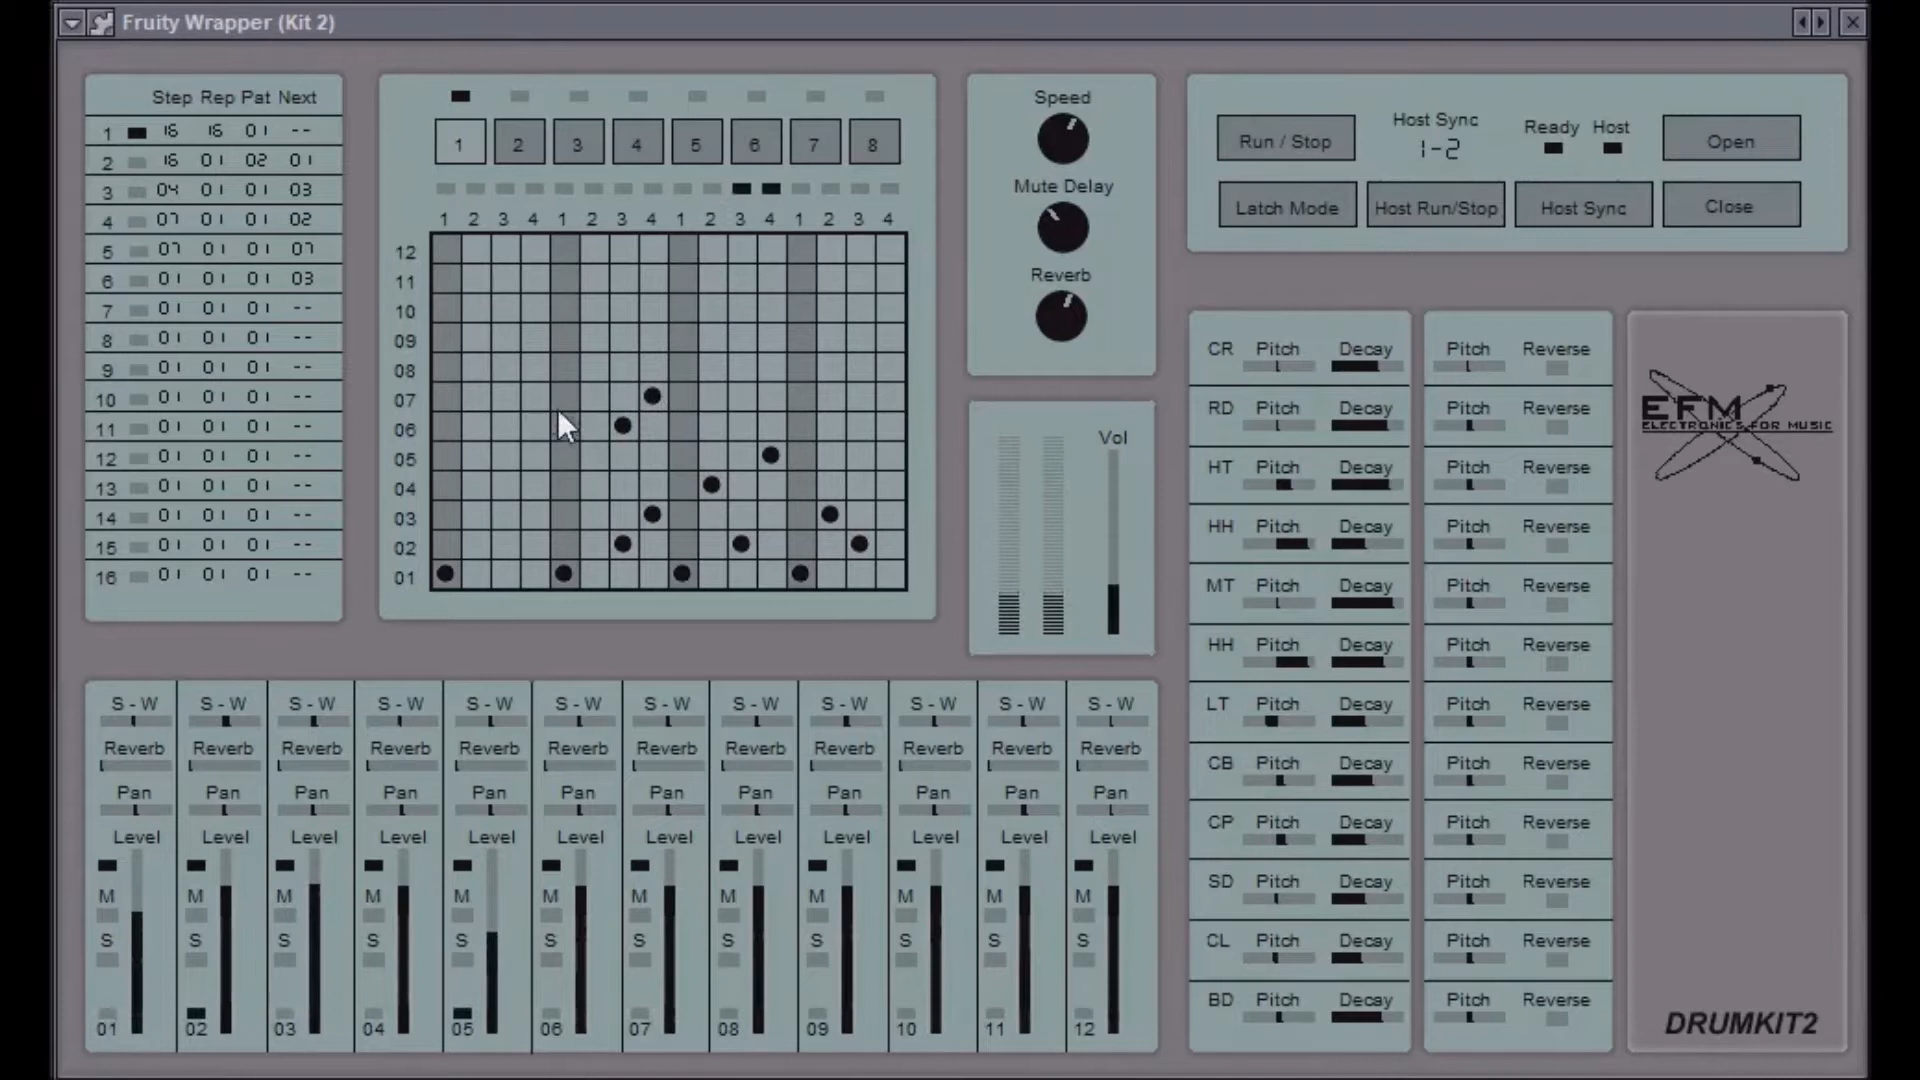 Fruity Wrapper (Kit 2)
Step Rep Pat Next
1 16 16 01 --
2 16 01 02 01
3 04 01 01 03
4 07 01 01 02
5 07 01 01 07
6 01 01 01 03
7 01 01 01 --
8 01 01 01 --
9 01 01 01 --
10 01 01 01 --
11 01 01 01 --
12 01 01 01 --
13 01 01 01 --
14 01 01 01 --
15 01 01 01 --
16 01 01 01 --
1 2 3 4 5 6 7 8
1 2 3 4 1 2 3 4 1 2 3 4 1 2 3 4
12
11
10
09
08
07
06
05
04
03
02
01
Speed
Mute Delay
Reverb
Vol
Run / Stop
Host Sync
1-2
Ready Host
Open
Latch Mode Host Run/Stop Host Sync Close
CR Pitch Decay Pitch Reverse
RD Pitch Decay Pitch Reverse
HT Pitch Decay Pitch Reverse
HH Pitch Decay Pitch Reverse
MT Pitch Decay Pitch Reverse
HH Pitch Decay Pitch Reverse
LT Pitch Decay Pitch Reverse
CB Pitch Decay Pitch Reverse
CP Pitch Decay Pitch Reverse
SD Pitch Decay Pitch Reverse
CL Pitch Decay Pitch Reverse
BD Pitch Decay Pitch Reverse
EFM
ELECTRONICS FOR MUSIC
DRUMKIT2
S - W S - W S - W S - W S - W S - W S - W S - W S - W S - W S - W S - W
Reverb Reverb Reverb Reverb Reverb Reverb Reverb Reverb Reverb Reverb Reverb Reverb
Pan Pan Pan Pan Pan Pan Pan Pan Pan Pan Pan Pan
Level Level Level Level Level Level Level Level Level Level Level Level
M M M M M M M M M M M M
S S S S S S S S S S S S
01 02 03 04 05 06 07 08 09 10 11 12